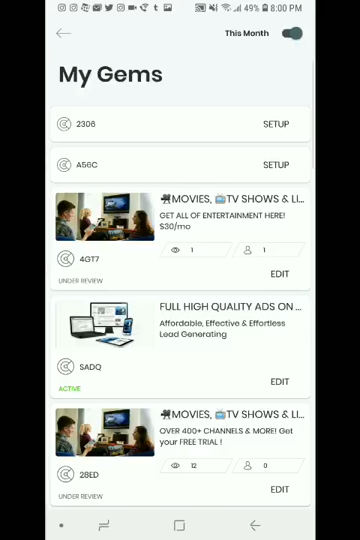 49% 8:00 PM
This Month
My Gems
2306 SETUP
A56C SETUP
🎥MOVIES, 📺TV SHOWS & LI...
GET ALL OF ENTERTAINMENT HERE!
$30/mo
1 1
4GT7
EDIT
UNDER REVIEW
FULL HIGH QUALITY ADS ON ...
Affordable, Effective & Effortless
Lead Generating
SADQ
EDIT
ACTIVE
🎥MOVIES, 📺TV SHOWS & LI...
OVER 400+ CHANNELS & MORE! Get
your FREE TRIAL !
12 0
28ED
EDIT
UNDER REVIEW